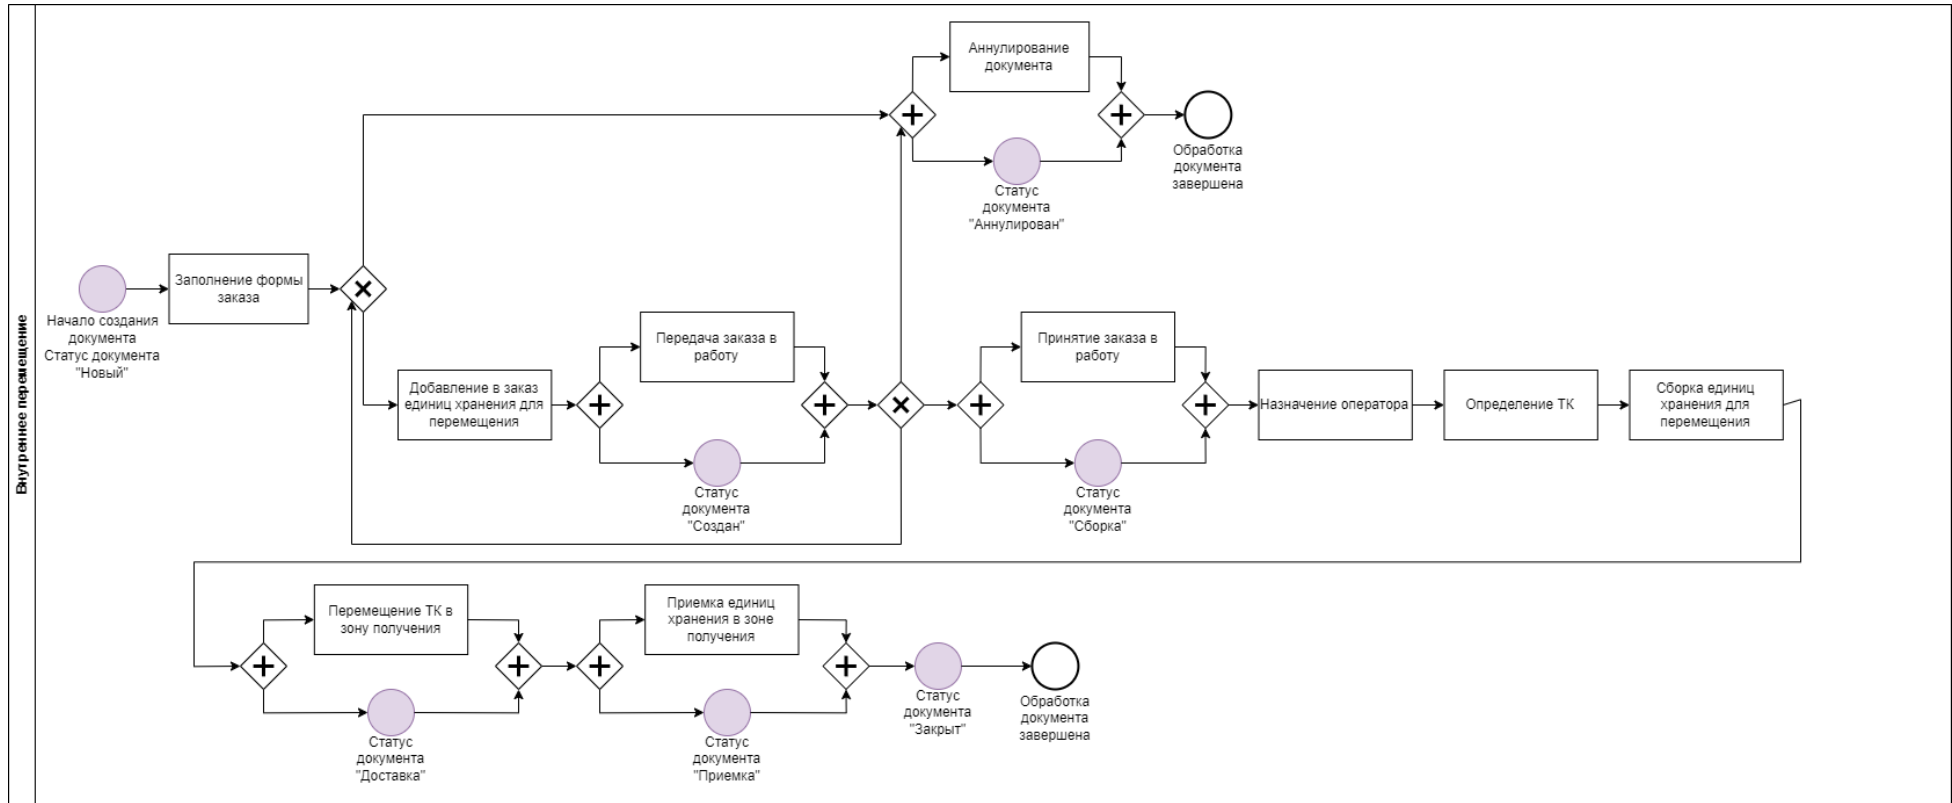 Внутреннее перемещение
Аннулирование
документа
Обработка
документа
завершена
Статус
документа
"Аннулирован"
Начало создания
документа
Статус документа
"Новый"
Заполнение формы
заказа
Добавление в заказ
единиц хранения для
перемещения
Передача заказа в
работу
Статус
документа
"Создан"
Принятие заказа в
работу
Статус
документа
"Сборка"
Назначение оператора
Определение ТК
Сборка единиц
хранения для
перемещения
Перемещение ТК в
зону получения
Статус
документа
"Доставка"
Приемка единиц
хранения в зоне
получения
Статус
документа
"Приемка"
Статус
документа
"Закрыт"
Обработка
документа
завершена